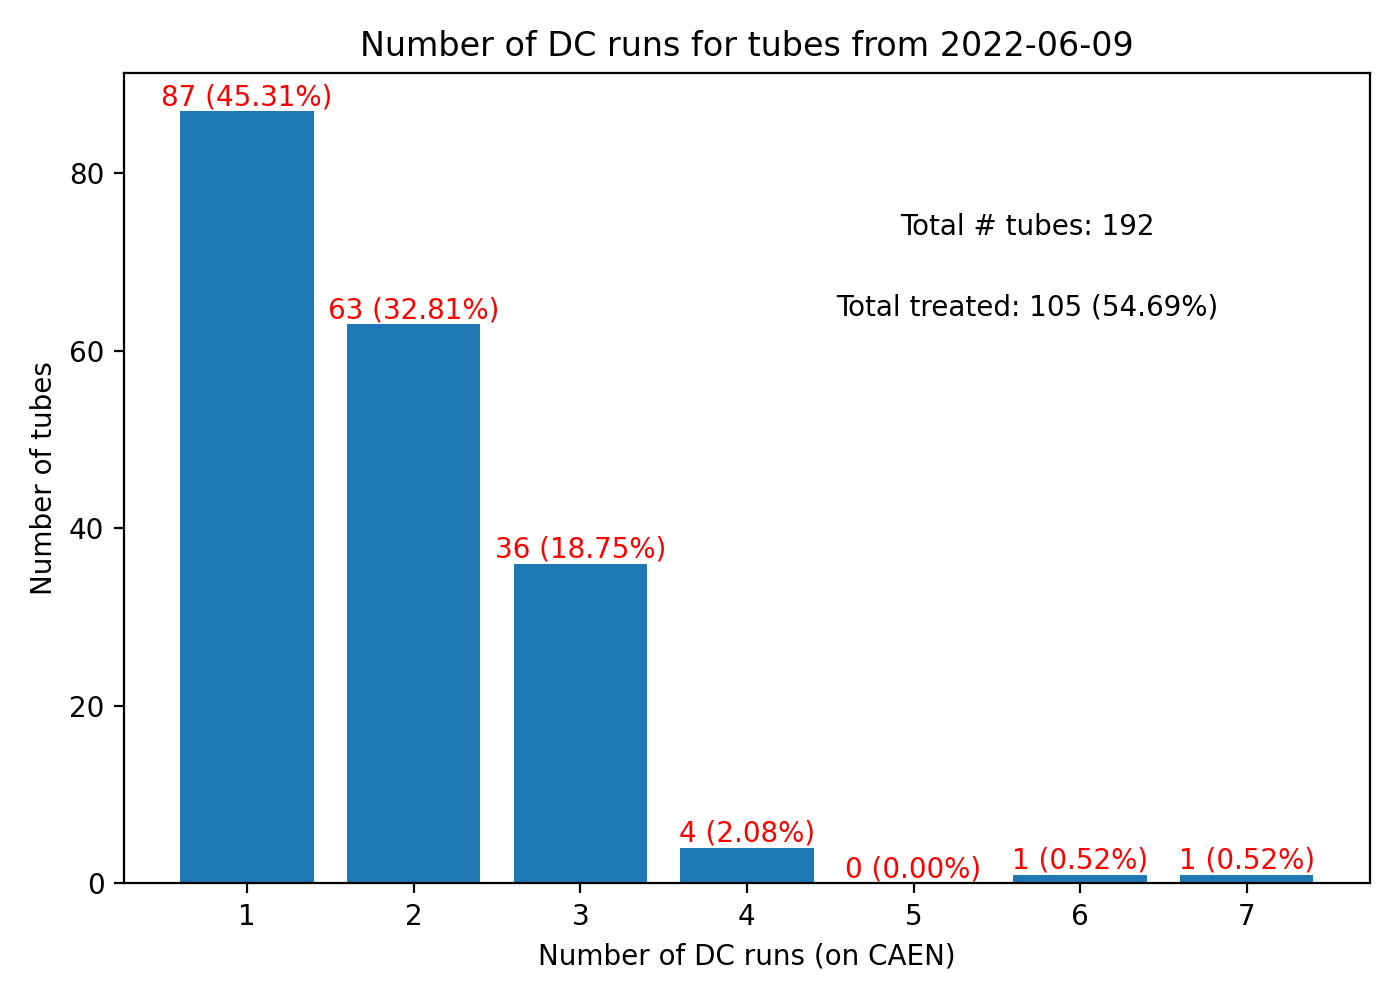 Number of DC runs for tubes from 2022-06-09
87 (45.31%)
80
Total # tubes: 192
63 (32.81%)
Total treated: 105 (54.69%)
60
Number of tubes
40
36 (18.75%)
20
4 (2.08%)
0 (0.00%)
1 (0.52%)
1 (0.52%)
0
1 2 3 4 5 6 7
Number of DC runs (on CAEN)